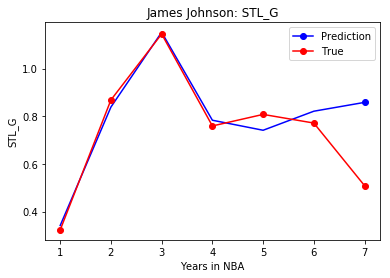 James Johnson: STL_G
Prediction
True
1.0
0.8
0.6
0.4
STL_G
1 2 3 4 5 6 7
Years in NBA